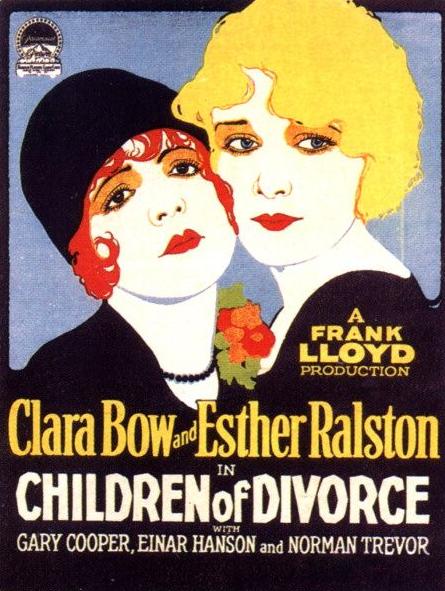 Paramount
A
FRANK
LLOYD
PRODUCTION
Clara Bow and Esther Ralston
IN
CHILDREN of DIVORCE
WITH
GARY COOPER, EINAR HANSON and NORMAN TREVOR